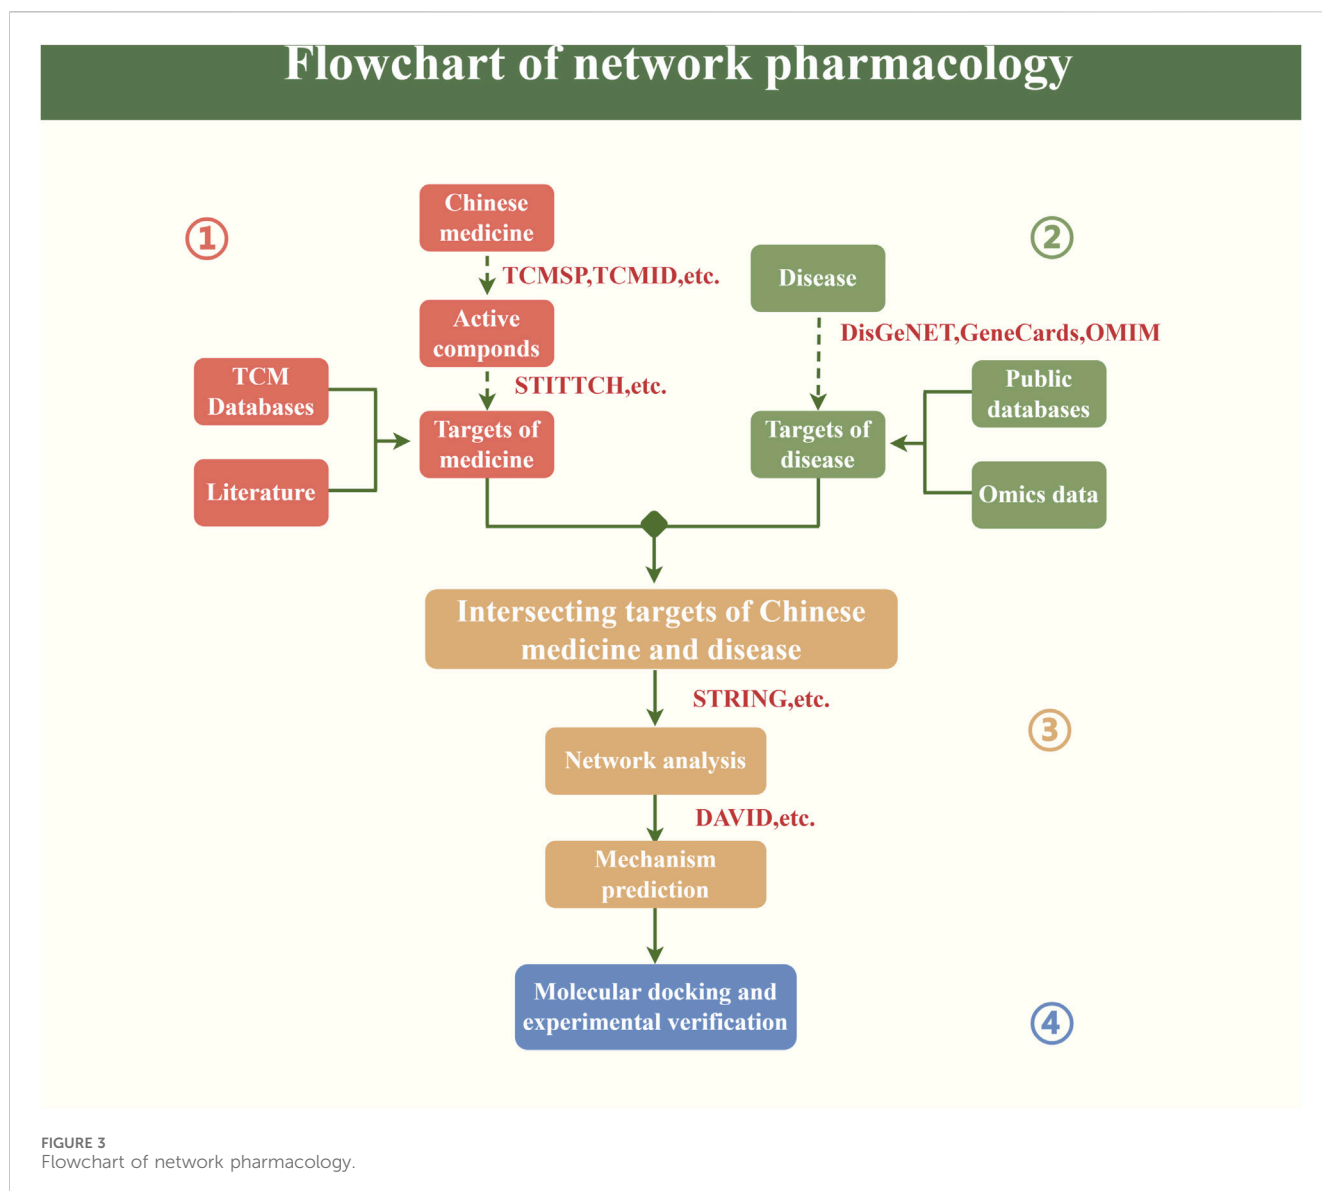 Flowchart of network pharmacology
①
②
Chinese
medicine
TCMSP,TCMID,etc.
Disease
Active
componds
DisGeNET,GeneCards,OMIM
STITTCH,etc.
TCM
Databases
Public
databases
Targets of
medicine
Targets of
disease
Literature
Omics data
Intersecting targets of Chinese
medicine and disease
STRING,etc.
③
Network analysis
DAVID,etc.
Mechanism
prediction
Molecular docking and
experimental verification
④
FIGURE 3
Flowchart of network pharmacology.